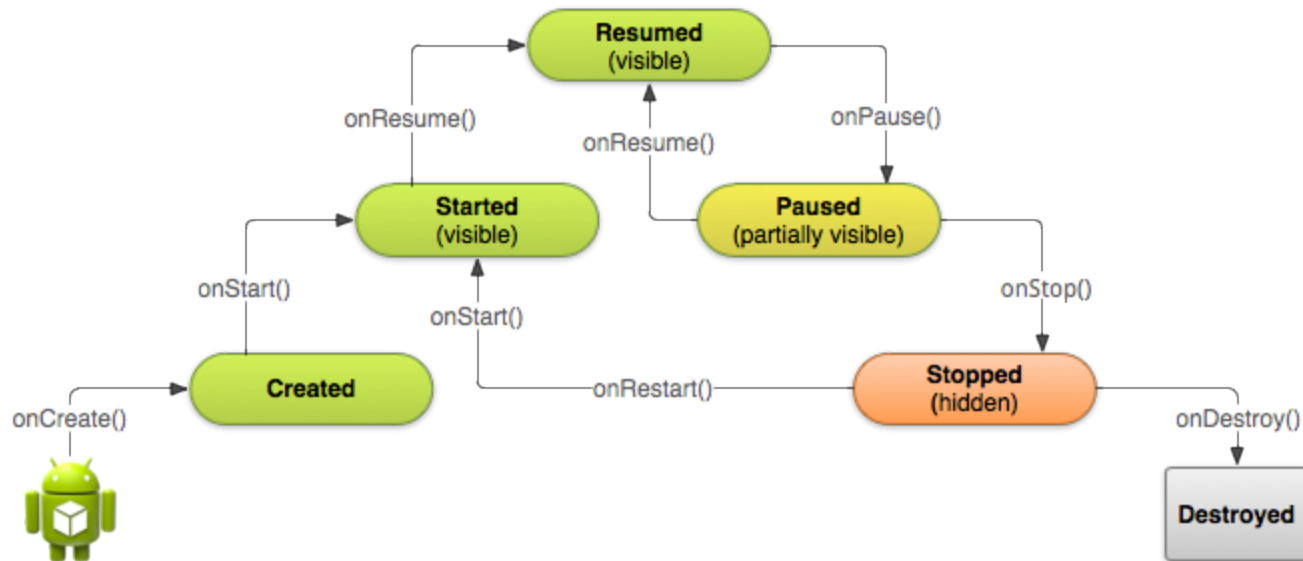 Resumed
(visible)
onResume()
onResume()
onPause()
Started
(visible)
Paused
(partially visible)
onStart()
onStart()
onStop()
Created
onRestart()
Stopped
(hidden)
onCreate()
onDestroy()
Destroyed